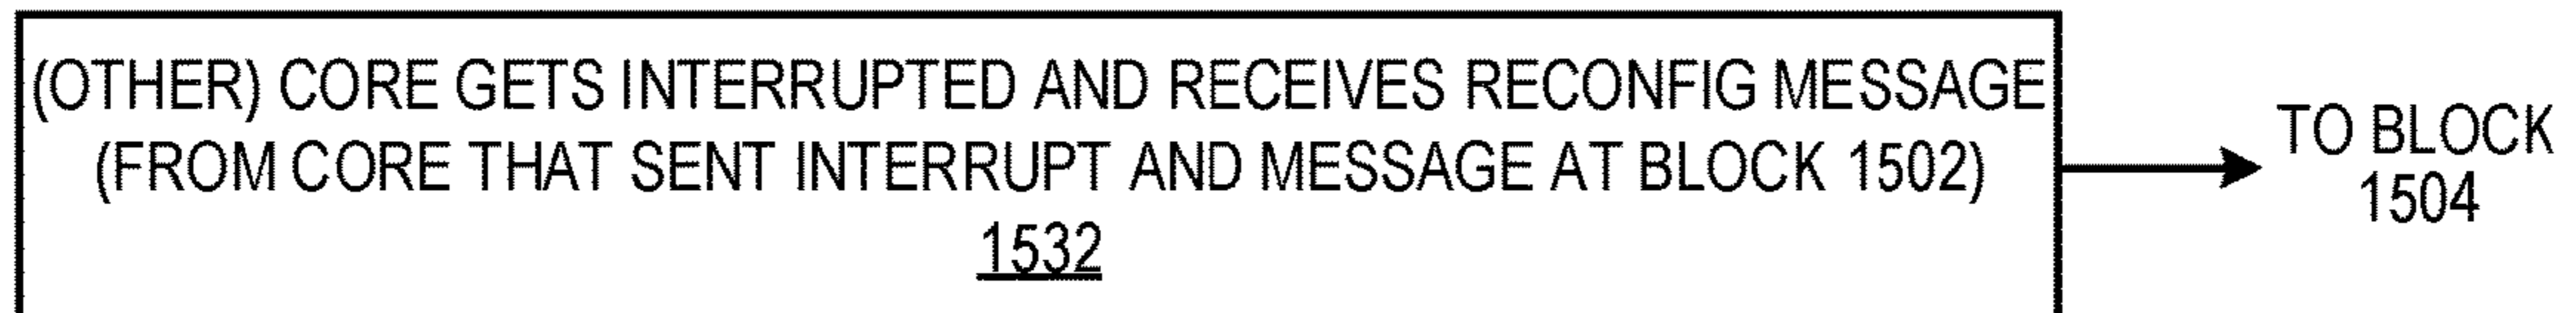 (OTHER) CORE GETS INTERRUPTED AND RECEIVES RECONFIG MESSAGE
(FROM CORE THAT SENT INTERRUPT AND MESSAGE AT BLOCK 1502)
1532
TO BLOCK
1504